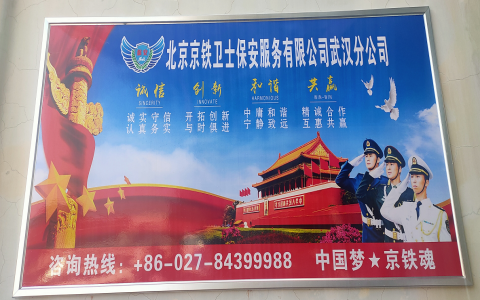 北京京铁卫士保安服务有限公司武汉分公司
诚信 创新 和谐 共赢
SINCERITY INNOVATE HARMONIOUS
诚实守信 开拓创新 中庸和谐 精诚合作
认真务实 与时俱进 宁静致远 互惠共赢
咨询热线：+86-027-84399988 中国梦★京铁魂